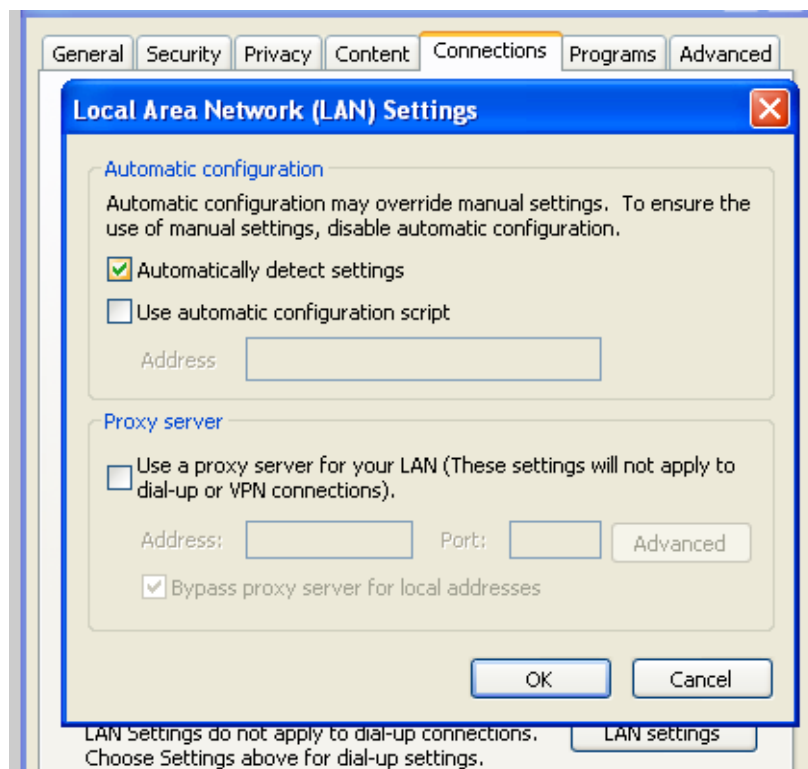 General Security Privacy Content Connections Programs Advanced
Local Area Network (LAN) Settings
Automatic configuration
Automatic configuration may override manual settings. To ensure the
use of manual settings, disable automatic configuration.
Automatically detect settings
Use automatic configuration script
Address
Proxy server
Use a proxy server for your LAN (These settings will not apply to
dial-up or VPN connections).
Address: Port: Advanced
Bypass proxy server for local addresses
OK Cancel
LAN Settings do not apply to dial-up connections. LAN settings
Choose Settings above for dial-up settings.